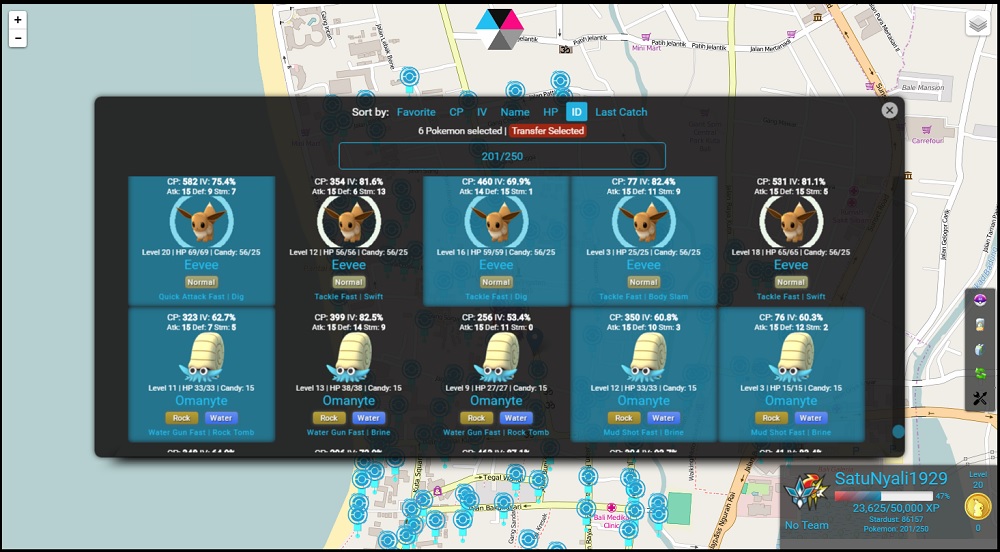 +
−
Gang Intan
Jalan Lebak Bene
Jelantik
Patih Jelantik
Patih Jelantik
Jalan Mertanadi
Mini Mart
Bale Mammalian
Carrefour
Jalan Gelogor Carik
Sort by: Favorite CP IV Name HP ID Last Catch
6 Pokemon selected | Transfer Selected
201/250
CP: 582 IV: 75.4%
Atk: 15 Def: 9 Stm: 7
Level 20 | HP 69/69 | Candy: 56/25
Eevee
Normal
Quick Attack Fast | Dig
CP: 354 IV: 81.6%
Atk: 15 Def: 6 Stm: 13
Level 12 | HP 56/56 | Candy: 56/25
Eevee
Normal
Tackle Fast | Swift
CP: 460 IV: 69.9%
Atk: 14 Def: 15 Stm: 1
Level 16 | HP 59/59 | Candy: 56/25
Eevee
Normal
Tackle Fast | Dig
CP: 77 IV: 82.4%
Atk: 15 Def: 11 Stm: 9
Level 3 | HP 25/25 | Candy: 56/25
Eevee
Normal
Tackle Fast | Body Slam
CP: 531 IV: 81.1%
Level 18 | HP 65/65 | Candy: 56/25
Eevee
Normal
Tackle Fast | Swift
CP: 323 IV: 62.7%
Atk: 15 Def: 7 Stm: 5
Level 11 | HP 33/33 | Candy: 15
Omanyte
Rock Water
Water Gun Fast | Rock Tomb
CP: 399 IV: 82.5%
Atk: 15 Def: 14 Stm: 9
Level 13 | HP 38/38 | Candy: 15
Omanyte
Rock Water
Water Gun Fast | Brine
CP: 256 IV: 53.4%
Atk: 15 Def: 11 Stm: 0
Level 9 | HP 27/27 | Candy: 15
Omanyte
Rock Water
Water Gun Fast | Rock Tomb
CP: 350 IV: 60.8%
Atk: 15 Def: 10 Stm: 3
Level 12 | HP 33/33 | Candy: 15
Omanyte
Rock Water
Mud Shot Fast | Brine
CP: 76 IV: 60.3%
Atk: 15 Def: 12 Stm: 2
Level 3 | HP 15/15 | Candy: 15
Omanyte
Rock Water
Mud Shot Fast | Brine
Bali Medika
Clinic
SatuNyali1929
47%
23,625/50,000 XP
Stardust: 86157
Pokemon: 201/250
No Team
Level
20
0